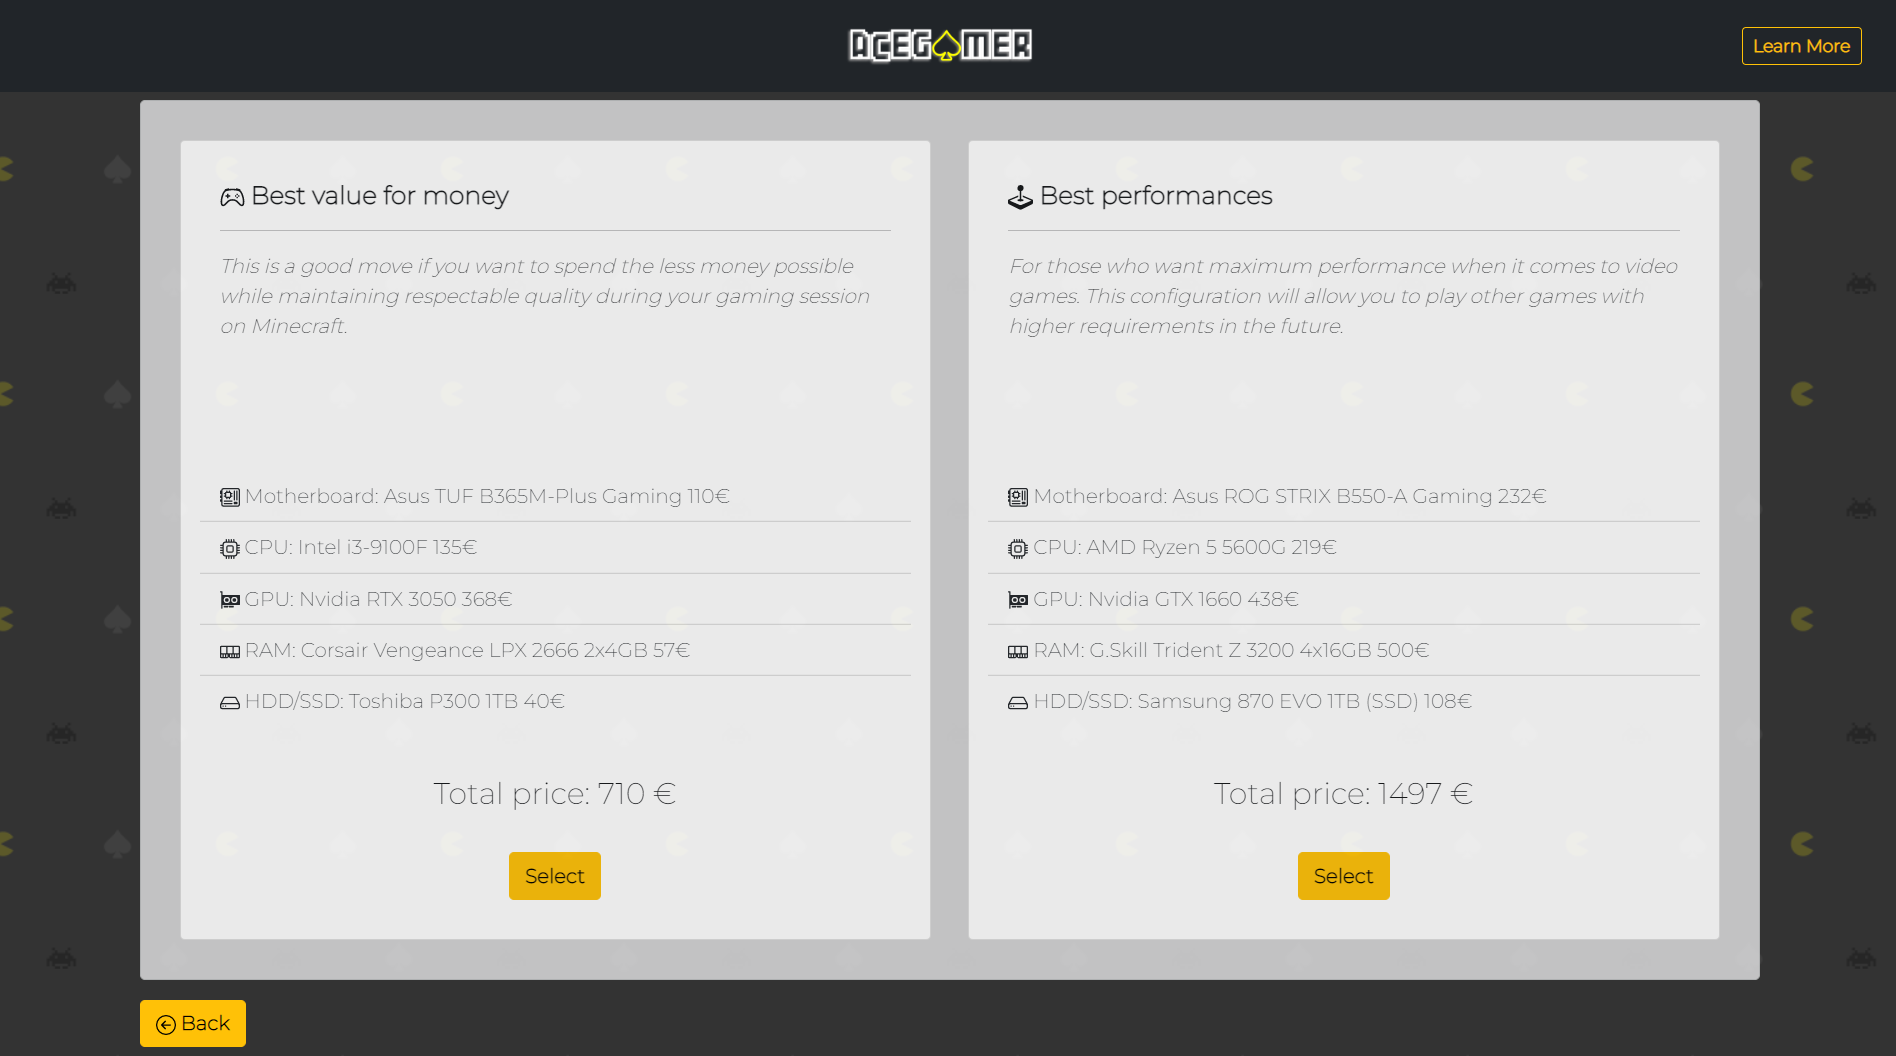 ACEGAMER
Learn More
Best value for money
This is a good move if you want to spend the less money possible
while maintaining respectable quality during your gaming session
on Minecraft.
Motherboard: Asus TUF B365M-Plus Gaming 110€
CPU: Intel i3-9100F 135€
GPU: Nvidia RTX 3050 368€
RAM: Corsair Vengeance LPX 2666 2x4GB 57€
HDD/SSD: Toshiba P300 1TB 40€
Total price: 710 €
Select
Best performances
For those who want maximum performance when it comes to video
games. This configuration will allow you to play other games with
higher requirements in the future.
Motherboard: Asus ROG STRIX B550-A Gaming 232€
CPU: AMD Ryzen 5 5600G 219€
GPU: Nvidia GTX 1660 438€
RAM: G.Skill Trident Z 3200 4x16GB 500€
HDD/SSD: Samsung 870 EVO 1TB (SSD) 108€
Total price: 1497 €
Select
Back